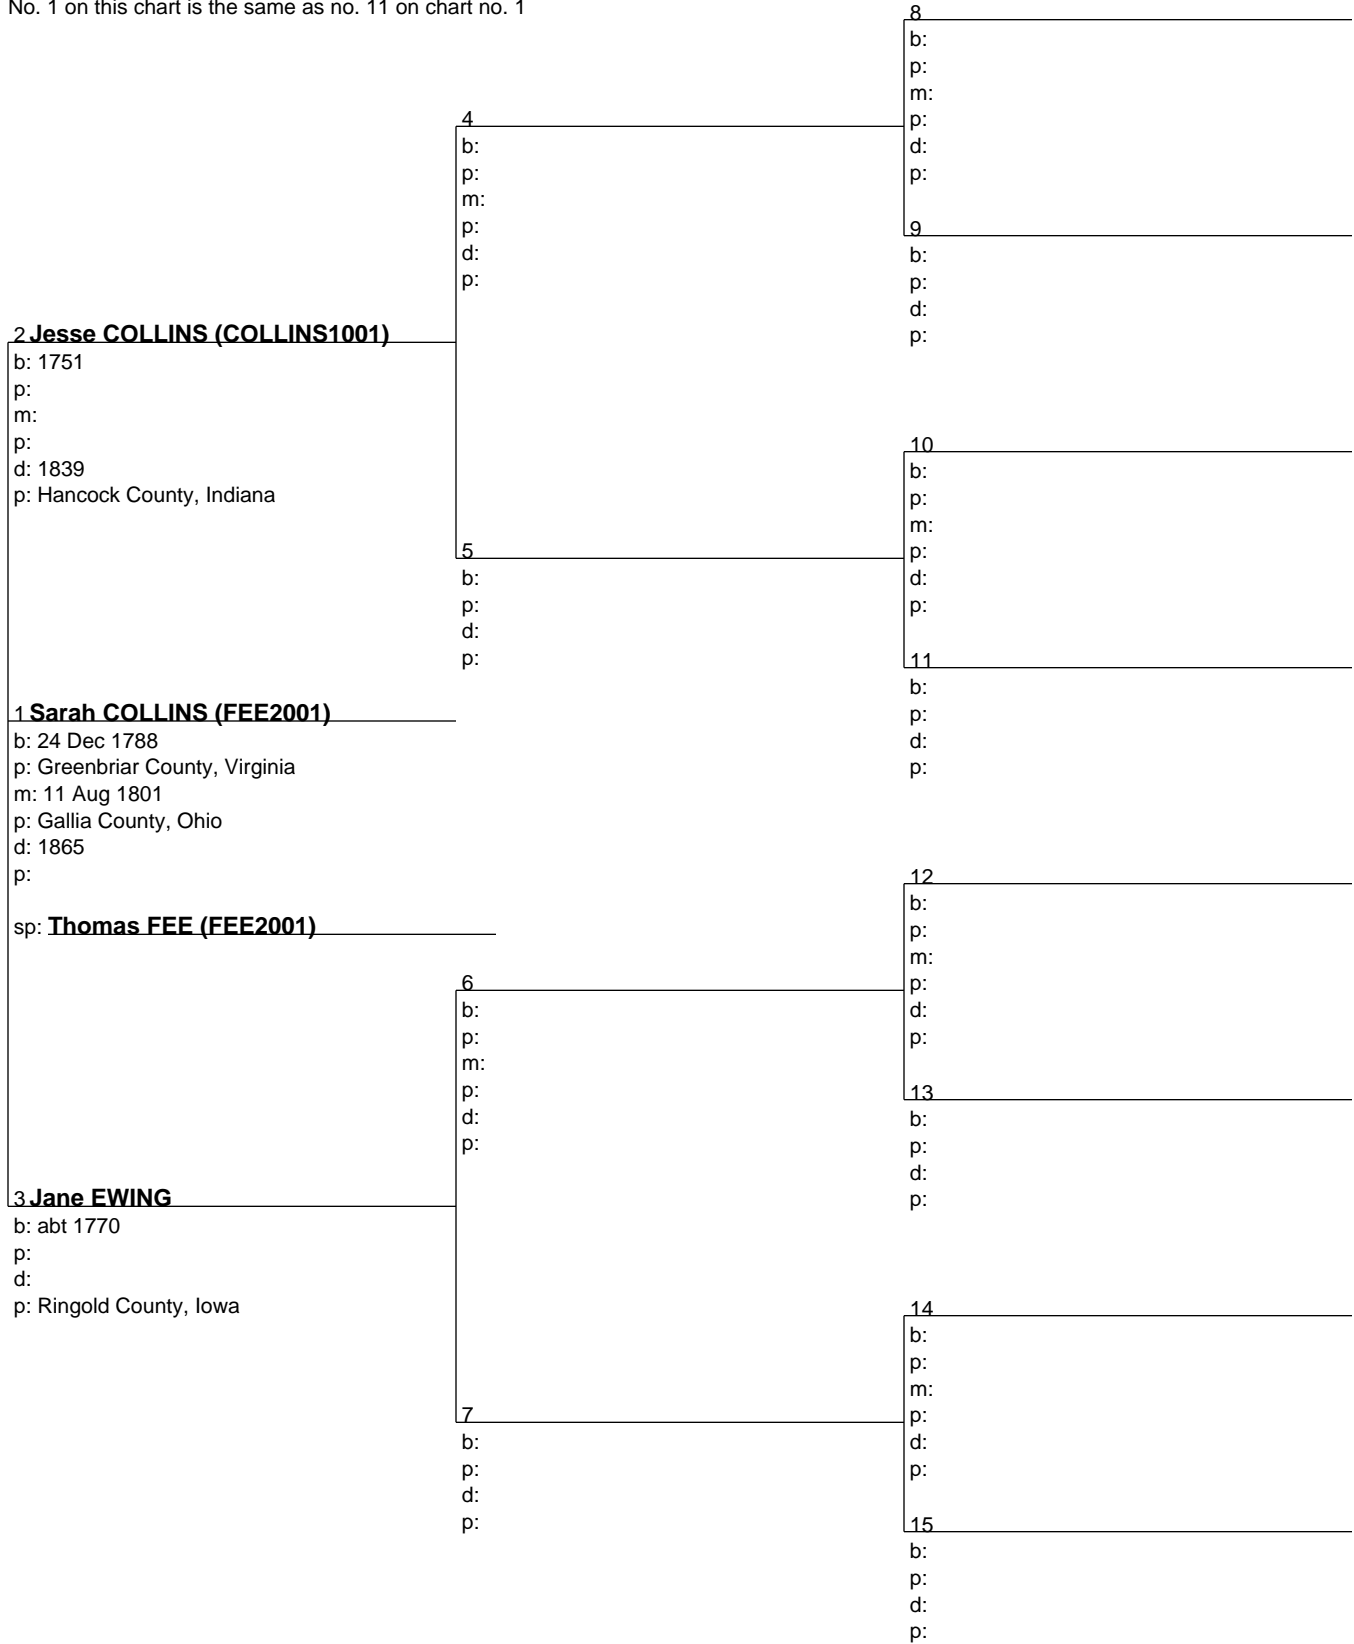 No. 1 on this chart is the same as no. 11 on chart no. 1
8
b:
p:
m:
p:
d:
p:
4
b:
p:
m:
p:
d:
p:
9
b:
p:
d:
p:
2 Jesse COLLINS (COLLINS1001)
b: 1751
p:
m:
p:
d: 1839
p: Hancock County, Indiana
10
b:
p:
m:
p:
d:
p:
5
b:
p:
d:
p:
11
b:
p:
d:
p:
1 Sarah COLLINS (FEE2001)
b: 24 Dec 1788
p: Greenbriar County, Virginia
m: 11 Aug 1801
p: Gallia County, Ohio
d: 1865
p:
sp: Thomas FEE (FEE2001)
12
b:
p:
m:
p:
d:
p:
6
b:
p:
m:
p:
d:
p:
13
b:
p:
d:
p:
3 Jane EWING
b: abt 1770
p:
d:
p: Ringold County, Iowa
14
b:
p:
m:
p:
d:
p:
7
b:
p:
d:
p:
15
b:
p:
d:
p: